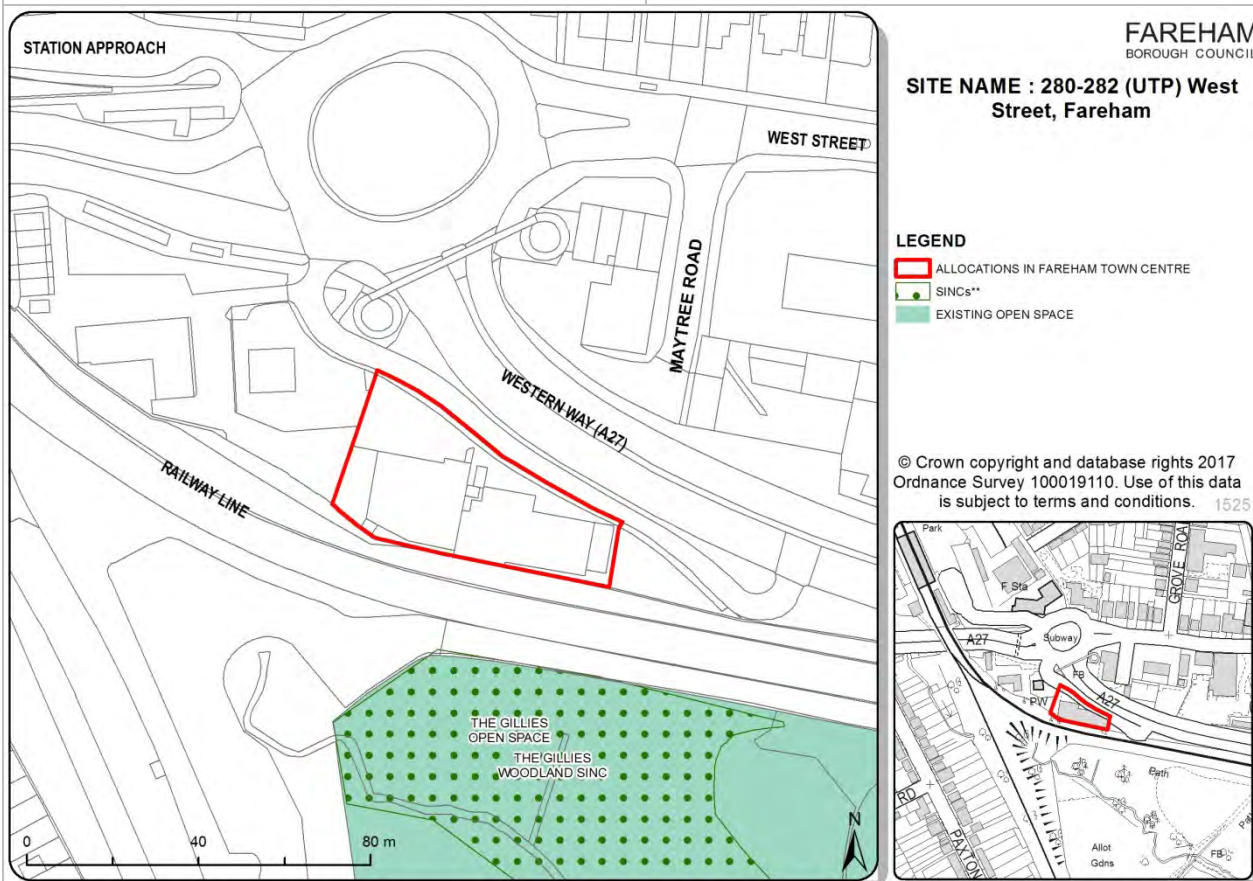 STATION APPROACH
WEST STREET
MAYTREE ROAD
WESTERN WAY (A27)
RAILWAY LINE
THE GILLIES
OPEN SPACE
THE GILLIES
WOODLAND SINC
0 40 80 m
N
FAREHAM
BOROUGH COUNCIL
SITE NAME : 280-282 (UTP) West
Street, Fareham
LEGEND
ALLOCATIONS IN FAREHAM TOWN CENTRE
SINCs**
EXISTING OPEN SPACE
© Crown copyright and database rights 2017
Ordnance Survey 100019110. Use of this data
is subject to terms and conditions. 1525
Park
F Sta
GROVE ROAD
A27
Subway
FB
PW
A27
RD
PAXTON
Path
Allot
Gdns
FB